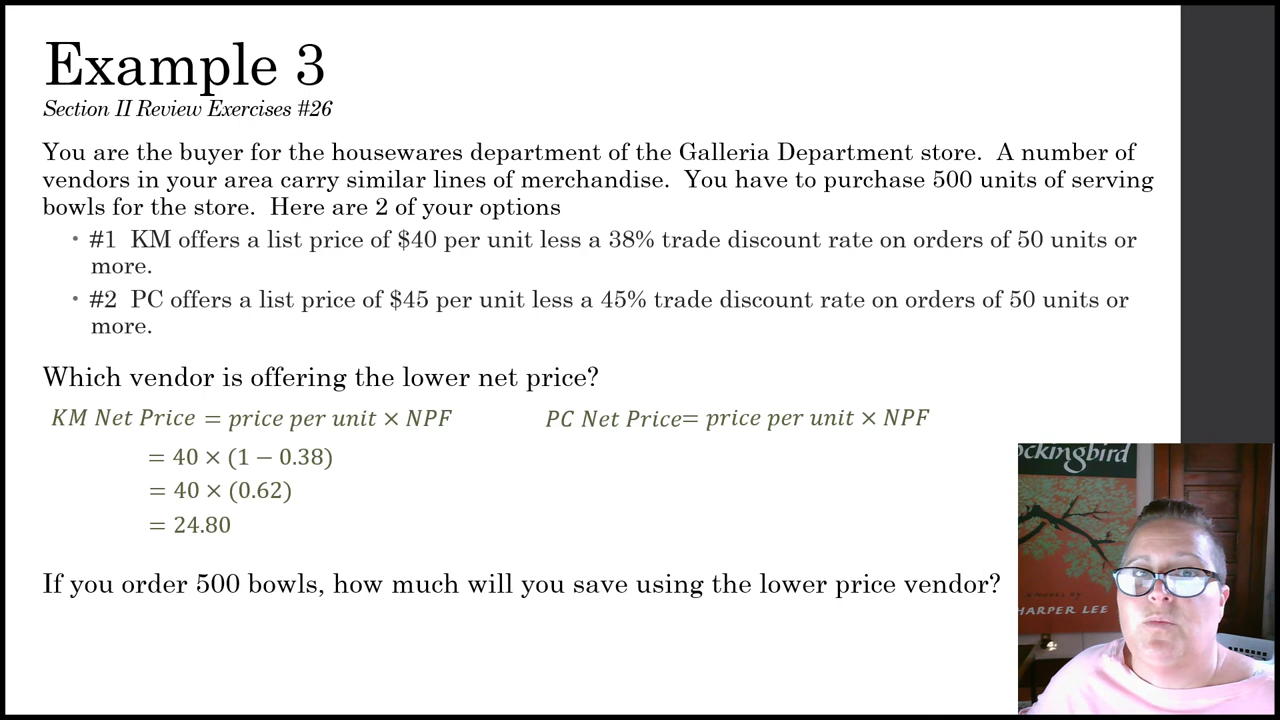 Example 3
Section II Review Exercises #26
You are the buyer for the housewares department of the Galleria Department store. A number of
vendors in your area carry similar lines of merchandise. You have to purchase 500 units of serving
bowls for the store. Here are 2 of your options
• #1 KM offers a list price of $40 per unit less a 38% trade discount rate on orders of 50 units or
more.
• #2 PC offers a list price of $45 per unit less a 45% trade discount rate on orders of 50 units or
more.
Which vendor is offering the lower net price?
KM Net Price = price per unit × NPF
= 40 × (1 − 0.38)
= 40 × (0.62)
= 24.80
PC Net Price= price per unit × NPF
If you order 500 bowls, how much will you save using the lower price vendor?
ockingbird
HARPER LEE